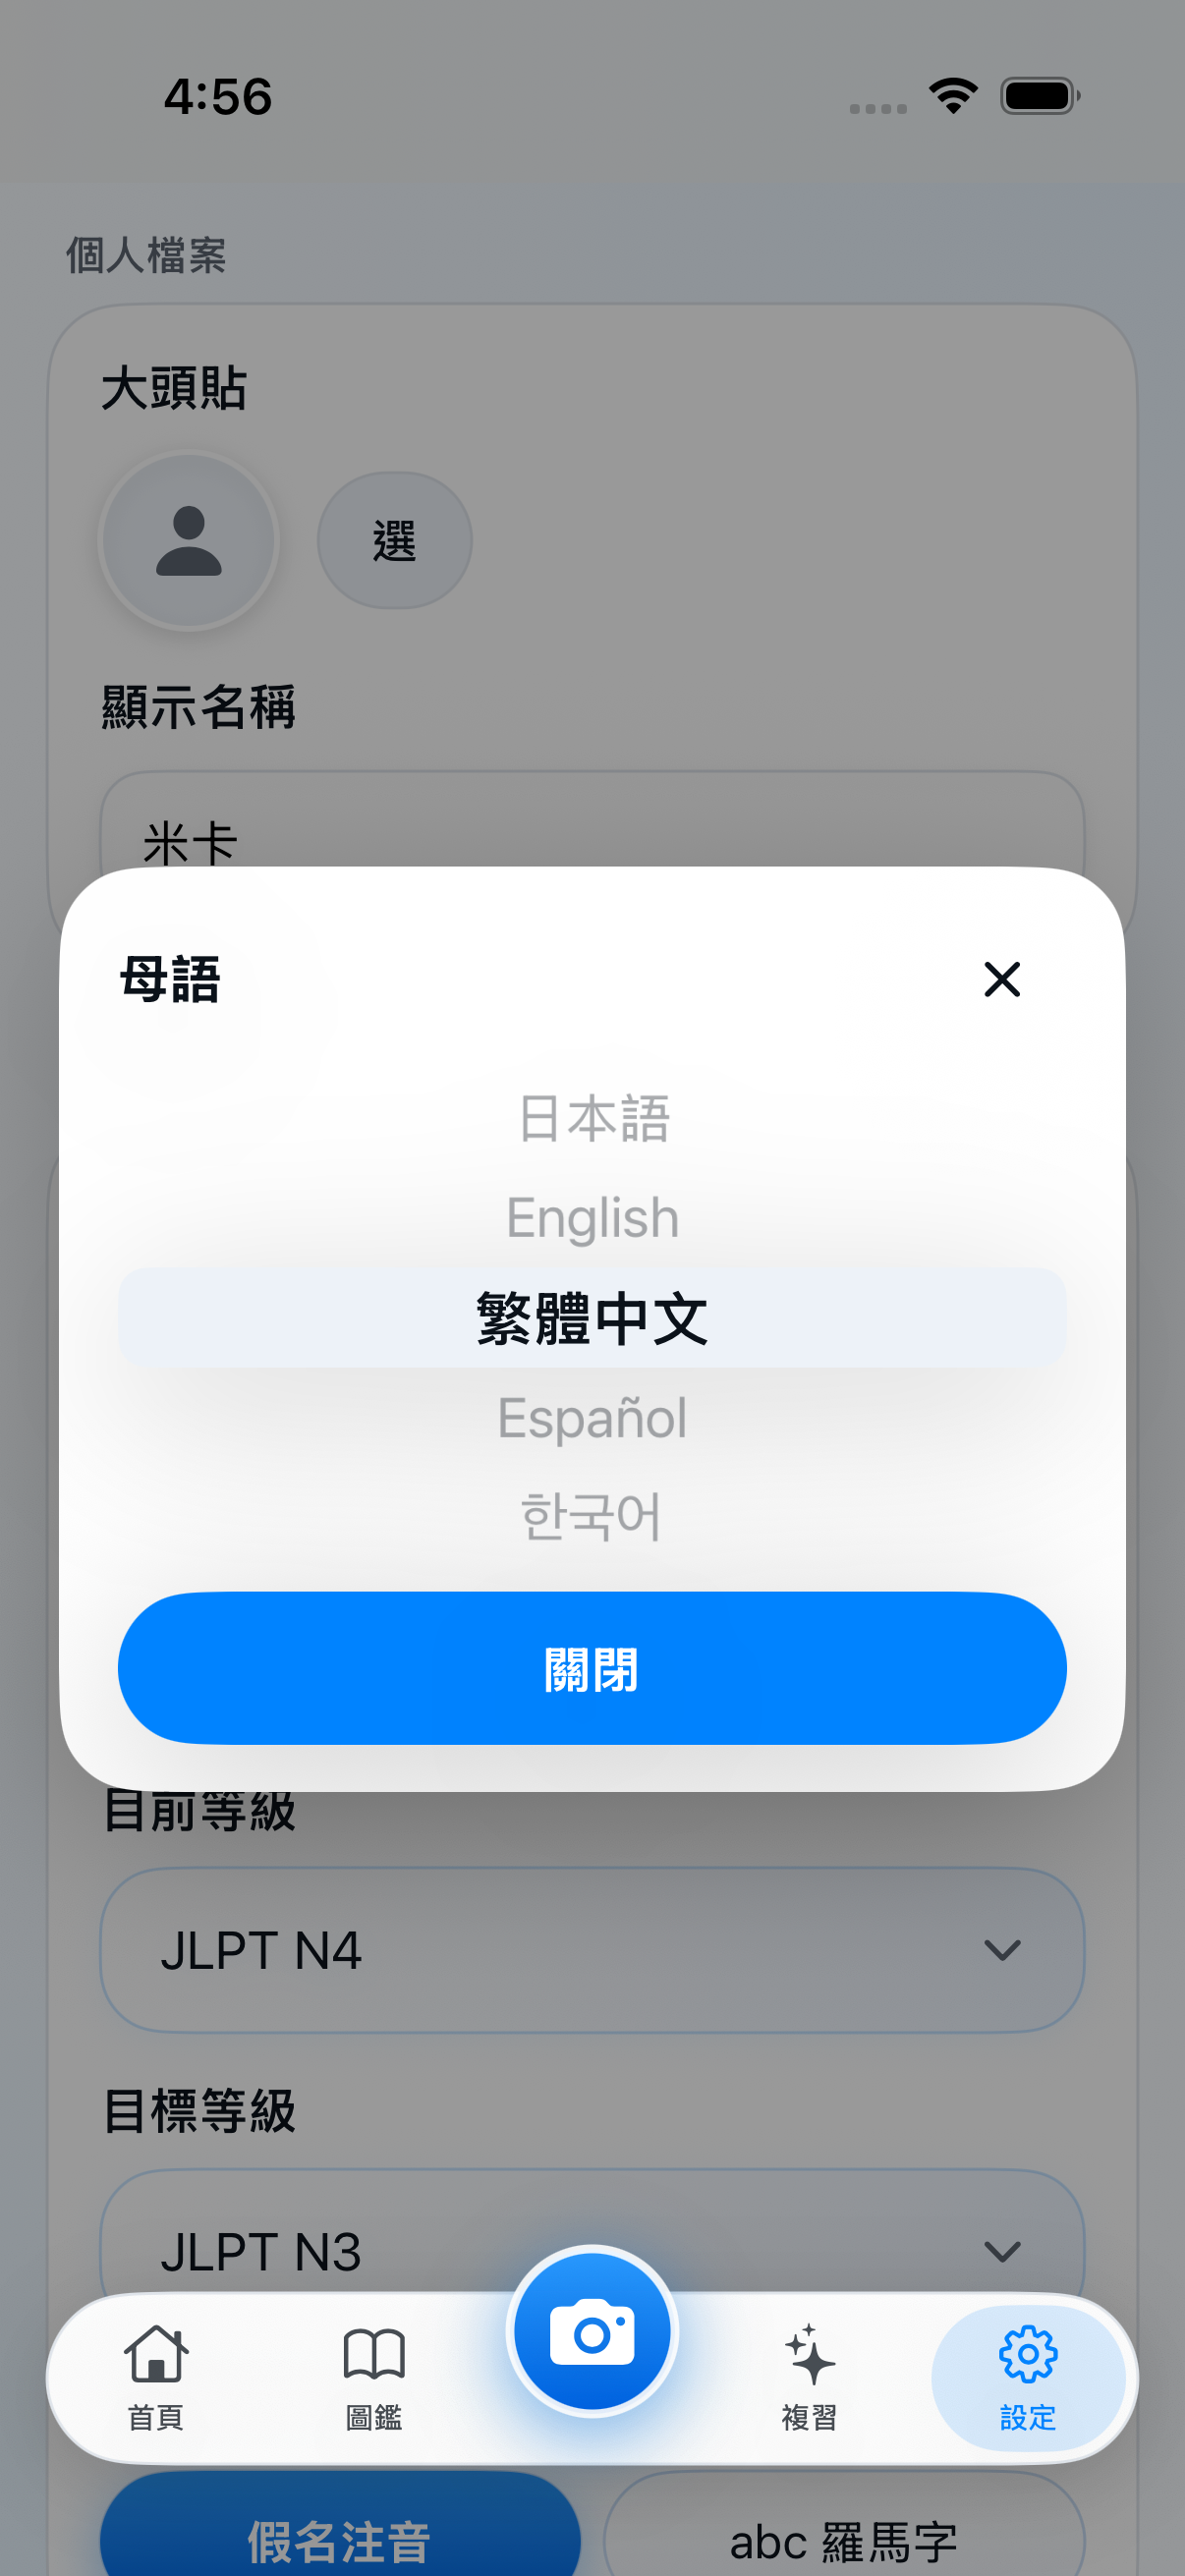 4:56
個人檔案
大頭貼
選
顯示名稱
米卡
母語
日本語
English
繁體中文
Español
한국어
關閉
目前等級
JLPT N4
目標等級
JLPT N3
首頁
圖鑑
複習
設定
假名注音
abc 羅馬字